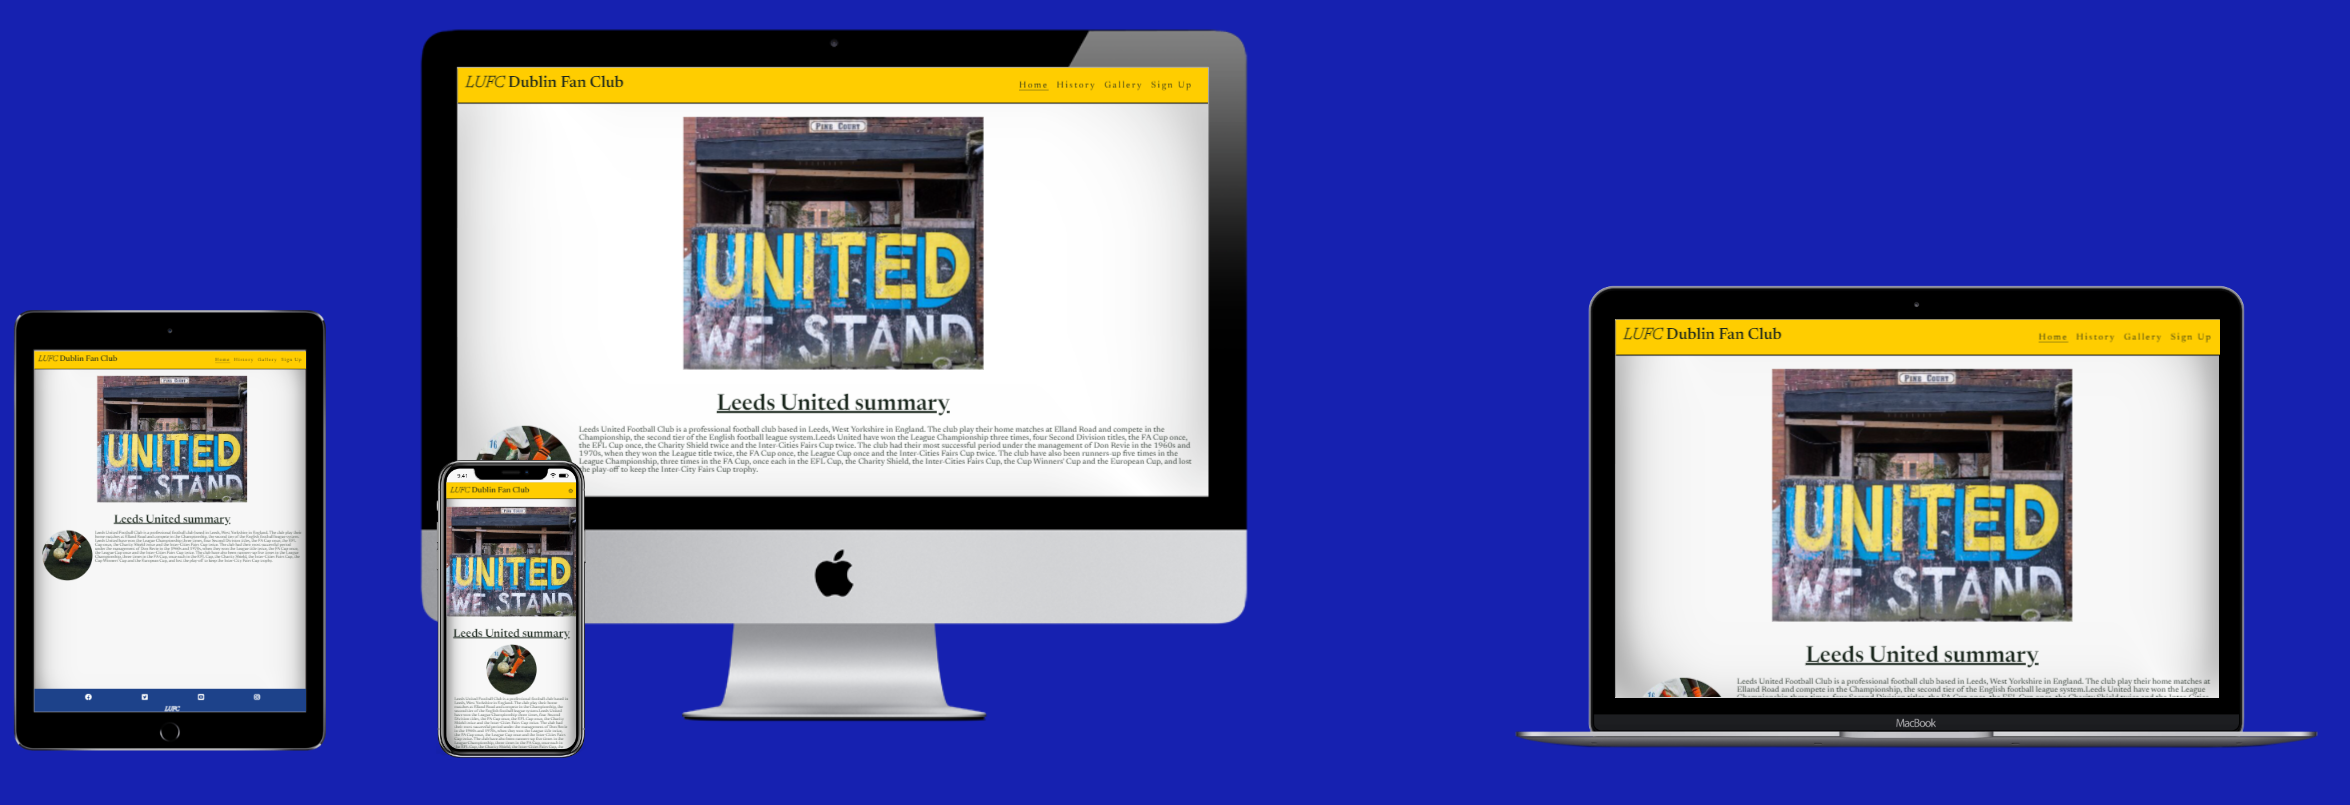 LUFC Dublin Fan Club
Home History Gallery Sign Up
PINE COURT
UNITED
WE STAND
Leeds United summary
Leeds United Football Club is a professional football club based in Leeds, West Yorkshire in England. The club play their home matches at Elland Road and compete in the
Championship, the second tier of the English football league system.Leeds United have won the League Championship three times, four Second Division titles, the FA Cup once,
the EFL Cup once, the Charity Shield twice and the Inter-Cities Fairs Cup twice. The club had their most successful period under the management of Don Revie in the 1960s and
1970s, when they won the League title twice, the FA Cup once, the League Cup once and the Inter-Cities Fairs Cup twice. The club have also been runners-up five times in the
League Championship, three times in the FA Cup, once each in the EFL Cup, the Charity Shield, the Inter-Cities Fairs Cup, the Cup Winners' Cup and the European Cup, and lost
the play-off to keep the Inter-City Fairs Cup trophy.
16
LUFC Dublin Fan Club
Home History Gallery Sign Up
PINE COURT
UNITED
WE STAND
Leeds United summary
LUFC
9:41
LUFC Dublin Fan Club
PINE COURT
UNITED
WE STAND
Leeds United summary
LUFC Dublin Fan Club
Home History Gallery Sign Up
PINE COURT
UNITED
WE STAND
Leeds United summary
Leeds United Football Club is a professional football club based in Leeds, West Yorkshire in England. The club play their home matches at
Elland Road and compete in the Championship, the second tier of the English football league system.Leeds United have won the League
MacBook